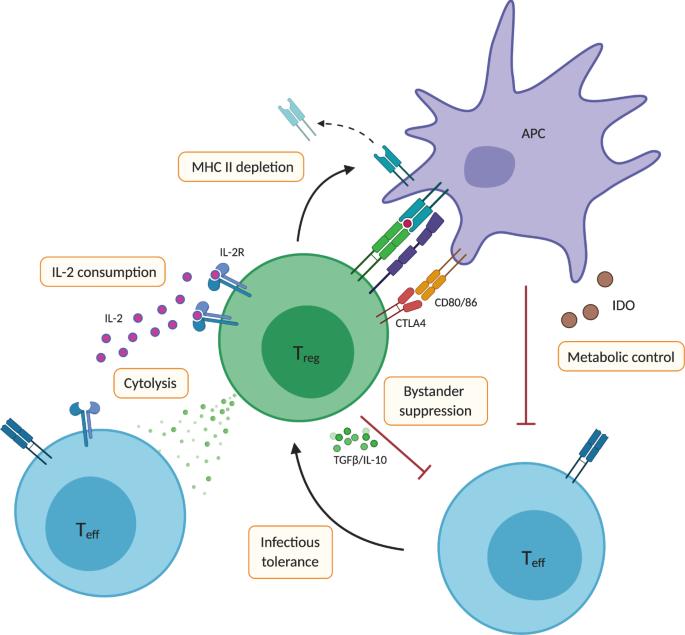 APC
MHC II depletion
IL-2R
IL-2 consumption
CD80/86
IDO
IL-2
CTLA4
Treg
Metabolic control
Cytolysis
Bystander
suppression
TGFβ/IL-10
Teff
Infectious
tolerance
Teff